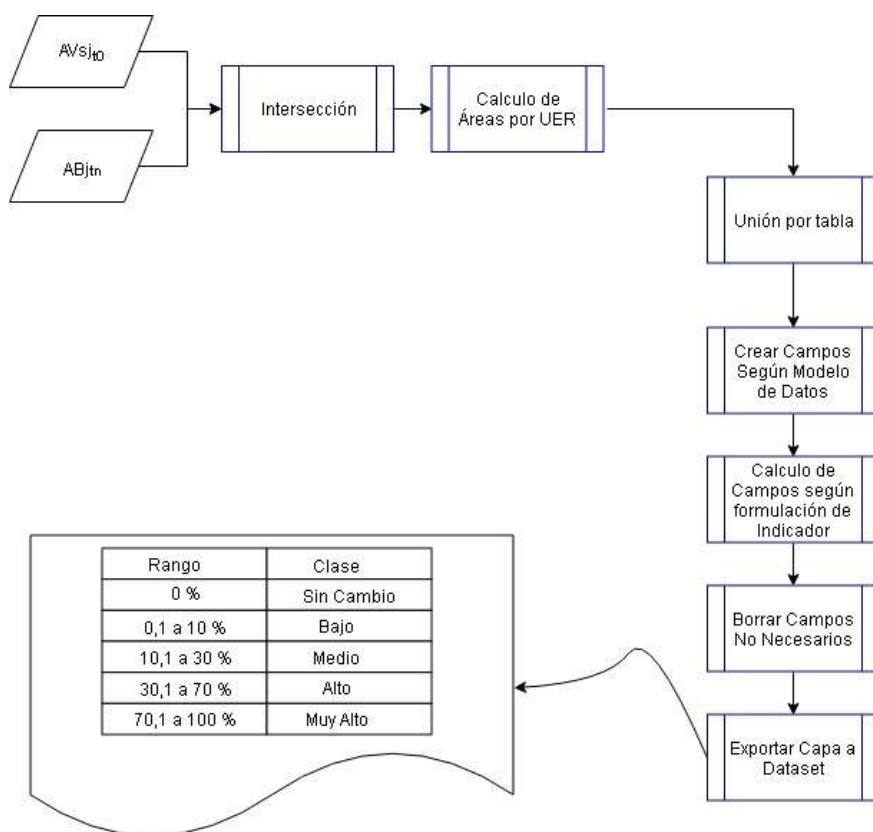 AVsjt0
ABjtn
Intersección
Calculo de
Áreas por UER
Unión por tabla
Crear Campos
Según Modelo
de Datos
Calculo de
Campos según
formulación de
Indicador
Borrar Campos
No Necesarios
Exportar Capa a
Dataset
Rango Clase
0 % Sin Cambio
0,1 a 10 % Bajo
10,1 a 30 % Medio
30,1 a 70 % Alto
70,1 a 100 % Muy Alto